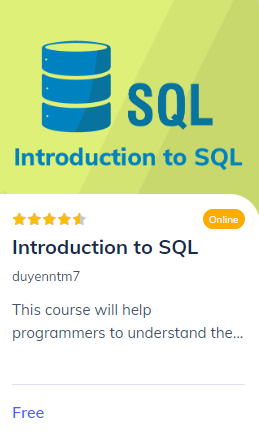 SQL
Introduction to SQL
Online
Introduction to SQL
duyenntm7
This course will help
programmers to understand the...
Free